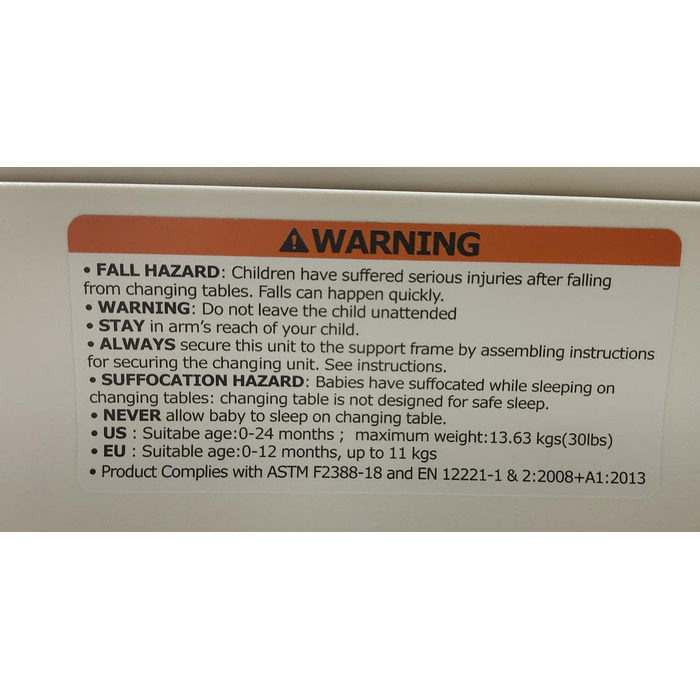 ⚠WARNING
• FALL HAZARD: Children have suffered serious injuries after falling
from changing tables. Falls can happen quickly.
• WARNING: Do not leave the child unattended
• STAY in arm's reach of your child.
• ALWAYS secure this unit to the support frame by assembling instructions
for securing the changing unit. See instructions.
• SUFFOCATION HAZARD: Babies have suffocated while sleeping on
changing tables: changing table is not designed for safe sleep.
• NEVER allow baby to sleep on changing table.
• US : Suitabe age:0-24 months ; maximum weight:13.63 kgs(30lbs)
• EU : Suitable age:0-12 months, up to 11 kgs
• Product Complies with ASTM F2388-18 and EN 12221-1 & 2:2008+A1:2013